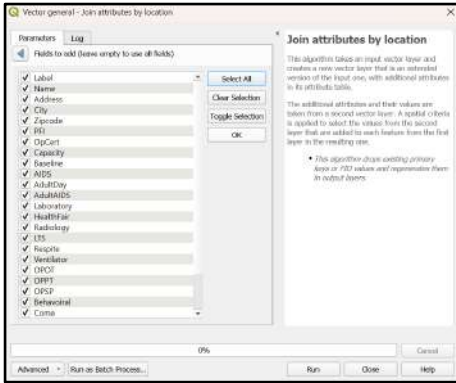 Vector general - Join attributes by location
Parameters
Log
Fields to add (leave empty to use all fields)
Label
Name
Address
City
Zipcode
PFI
OpCert
Capacity
Baseline
AIDS
AdultDay
AdultAIDS
Laboratory
HealthFair
Radiology
LTS
Respite
Ventilator
OPOT
OPPT
OPSP
Behavoiral
Coma
Select All
Clear Selection
Toggle Selection
OK
Join attributes by location
This algorithm takes an input vector layer and
creates a new vector layer that is an extended
version of the input one, with additional attributes
in its attribute table.
The additional attributes and their values are
taken from a second vector layer. A spatial criteria
is applied to select the values from the second
layer that are added to each feature from the first
layer in the resulting one.
• This algorithm drops existing primary
keys or FID values and regenerates them
in output layers
0%
Cancel
Advanced
Run as Batch Process...
Run
Close
Help